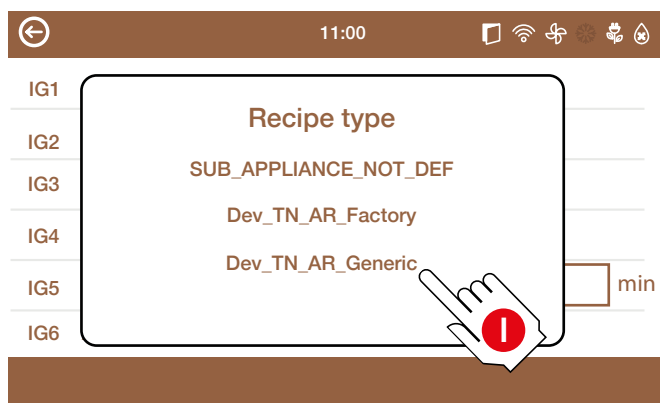 11:00
IG1
Recipe type
IG2
SUB_APPLIANCE_NOT_DEF
IG3
Dev_TN_AR_Factory
IG4
Dev_TN_AR_Generic
IG5
min
IG6
I